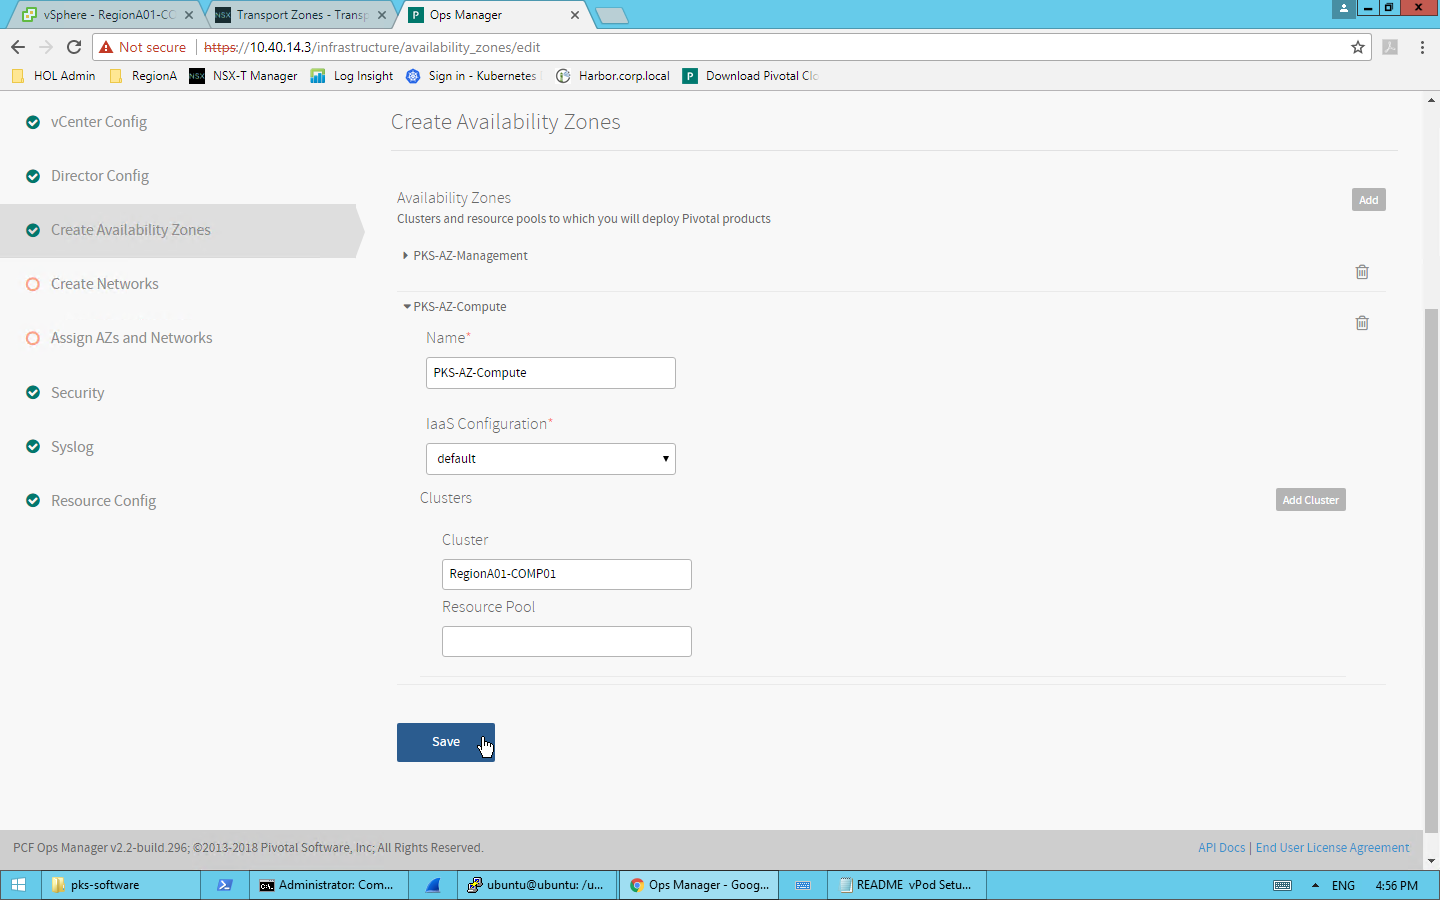 vSphere - RegionA01-CC
Transport Zones - Transp
Ops Manager
Not secure
https://10.40.14.3/infrastructure/availability_zones/edit
HOL Admin
RegionA
NSX-T Manager
Log Insight
Sign in - Kubernetes
Harbor.corp.local
Download Pivotal Clo
vCenter Config
Director Config
Create Availability Zones
Create Networks
Assign AZs and Networks
Security
Syslog
Resource Config
Create Availability Zones
Availability Zones
Add
Clusters and resource pools to which you will deploy Pivotal products
PKS-AZ-Management
PKS-AZ-Compute
Name*
PKS-AZ-Compute
IaaS Configuration*
default
Clusters
Add Cluster
Cluster
RegionA01-COMP01
Resource Pool
Save
PCF Ops Manager v2.2-build.296; ©2013-2018 Pivotal Software, Inc; All Rights Reserved.
API Docs | End User License Agreement
pks-software
Administrator: Com...
ubuntu@ubuntu: /u...
Ops Manager - Goog...
README vPod Setu...
ENG
4:56 PM